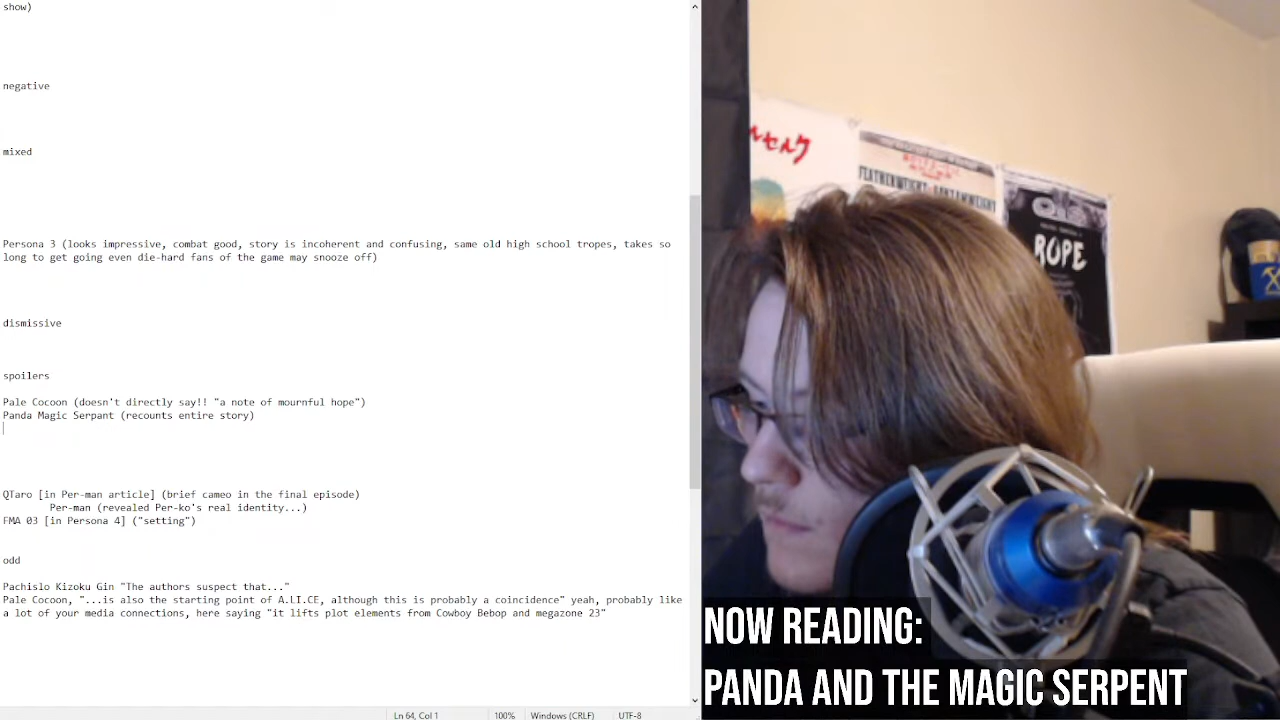 show)
negative
mixed
Persona 3 (looks impressive, combat good, story is incoherent and confusing, same old high school tropes, takes so
long to get going even die-hard fans of the game may snooze off)
dismissive
spoilers
Pale Cocoon (doesn't directly say!! "a note of mournful hope")
Panda Magic Serpant (recounts entire story)
QTaro [in Per-man article] (brief cameo in the final episode)
Per-man (revealed Per-ko's real identity...)
FMA 03 [in Persona 4] ("setting")
odd
Pachislo Kizoku Gin "The authors suspect that..."
Pale Cocoon, "...is also the starting point of A.LI.CE, although this is probably a coincidence" yeah, probably like
a lot of your media connections, here saying "it lifts plot elements from Cowboy Bebop and megazone 23"
Ln 64, Col 1
100%
Windows (CRLF)
UTF-8
ルセルク
FEATHERWEIGHT
ROPE
NOW READING:
PANDA AND THE MAGIC SERPENT